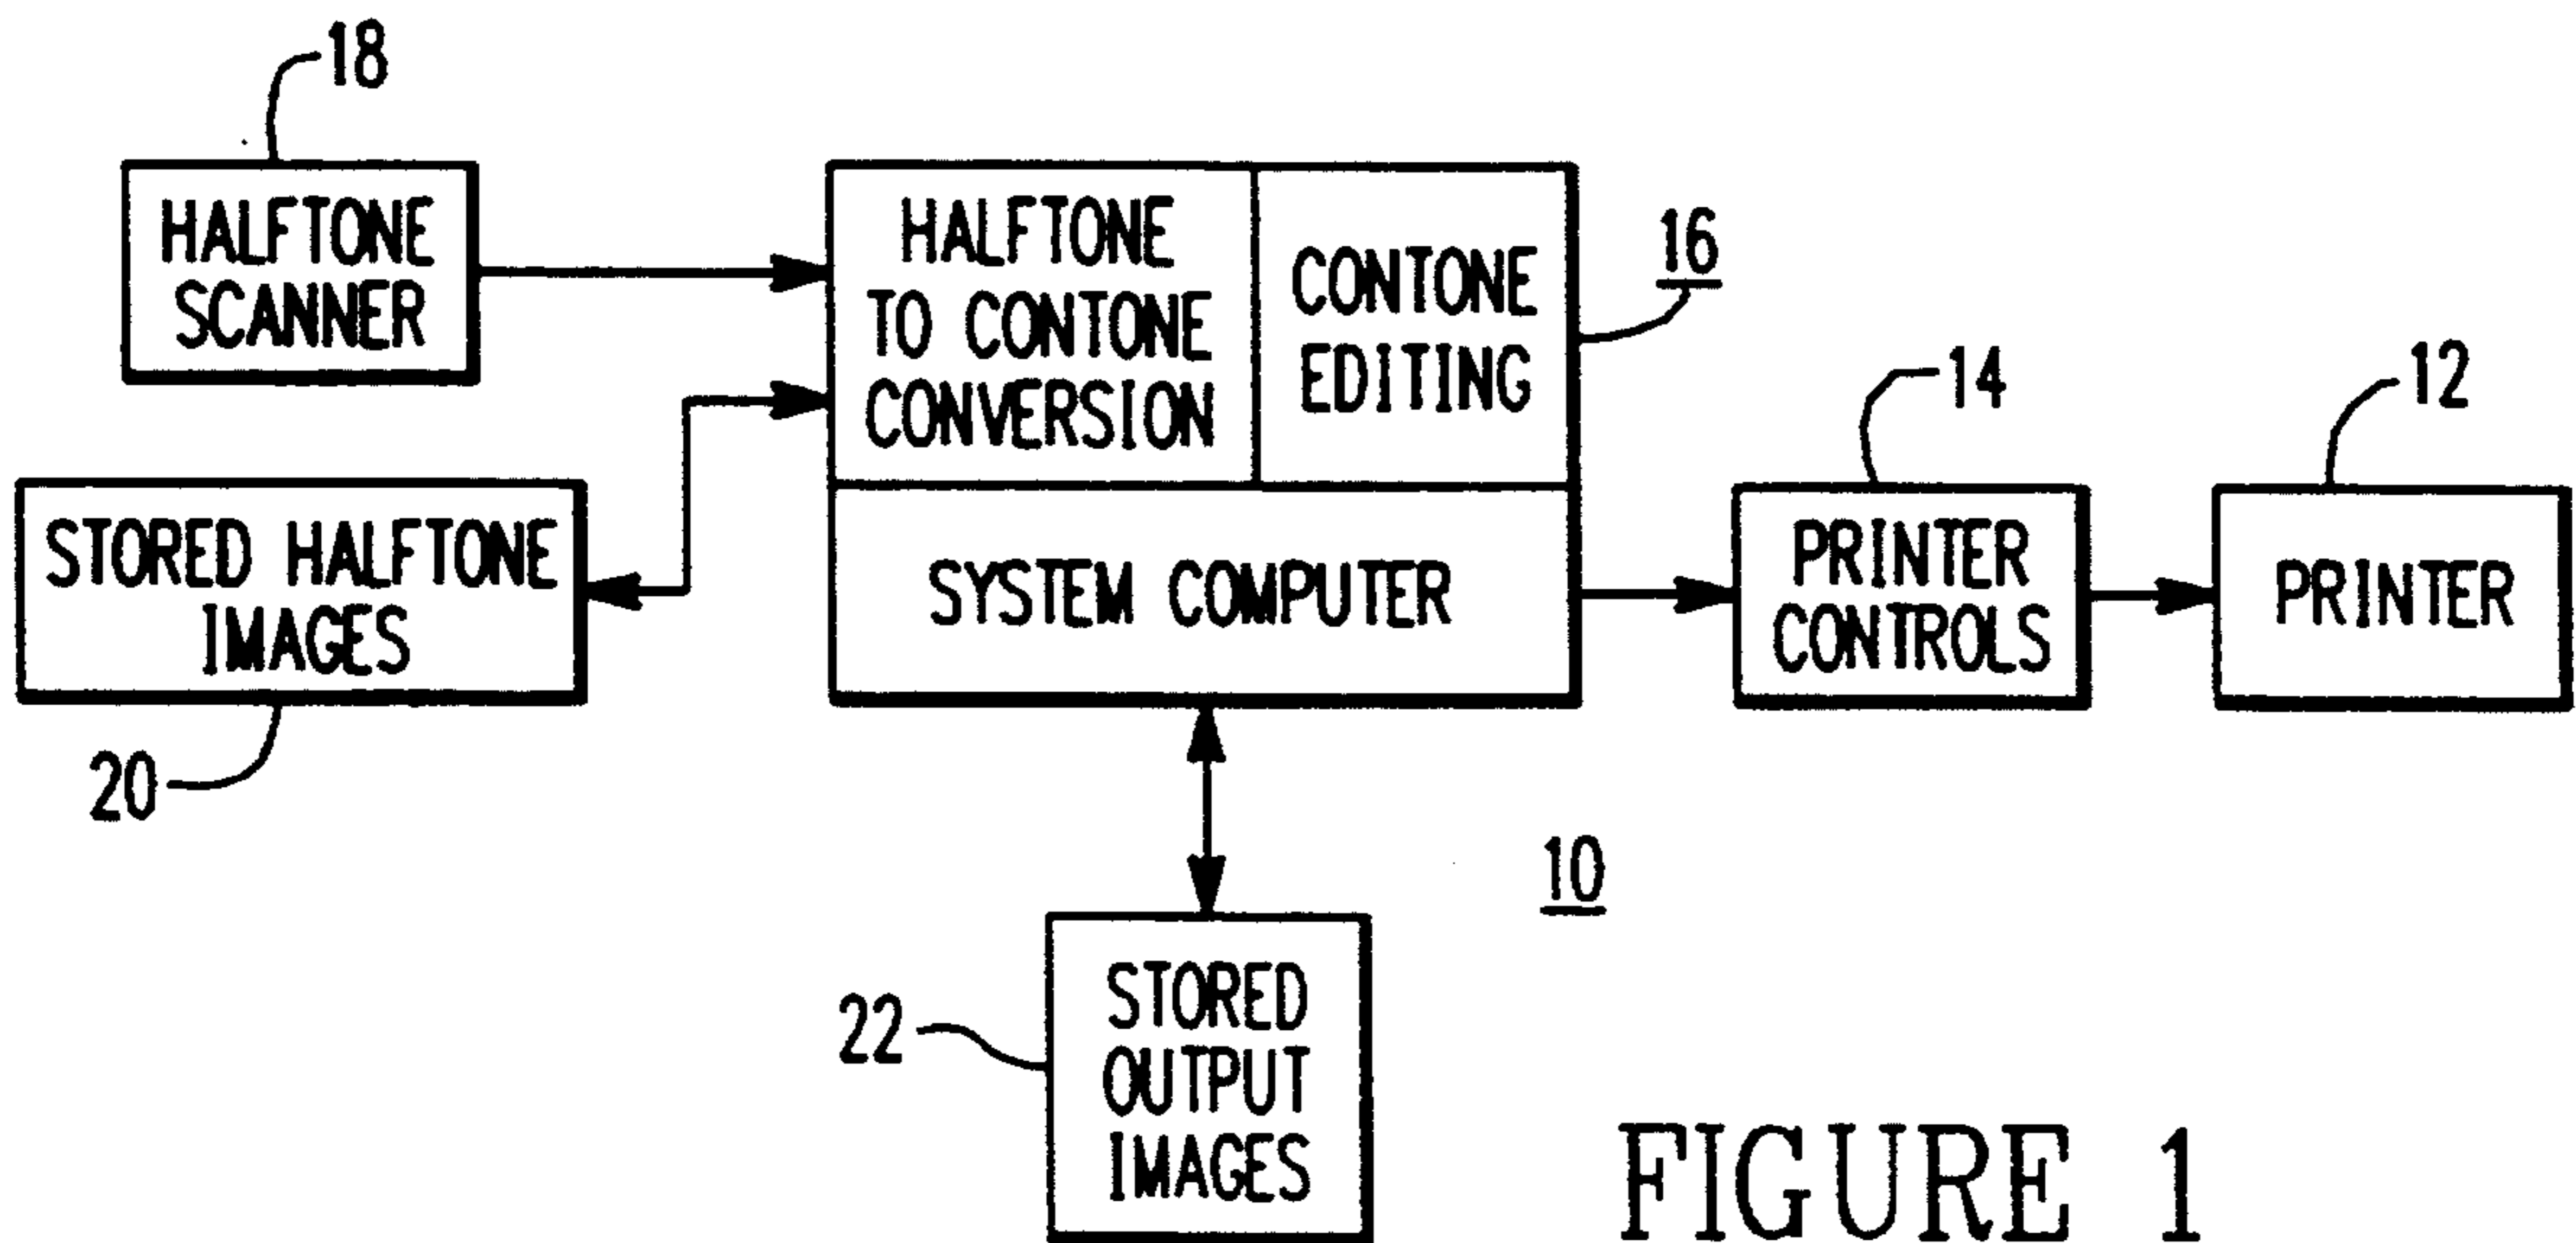 18
HALFTONE
SCANNER
HALFTONE
TO CONTONE
CONVERSION
CONTONE
EDITING
16
14
12
STORED HALFTONE
IMAGES
SYSTEM COMPUTER
PRINTER
CONTROLS
PRINTER
20
10
22
STORED
OUTPUT
IMAGES
FIGURE 1